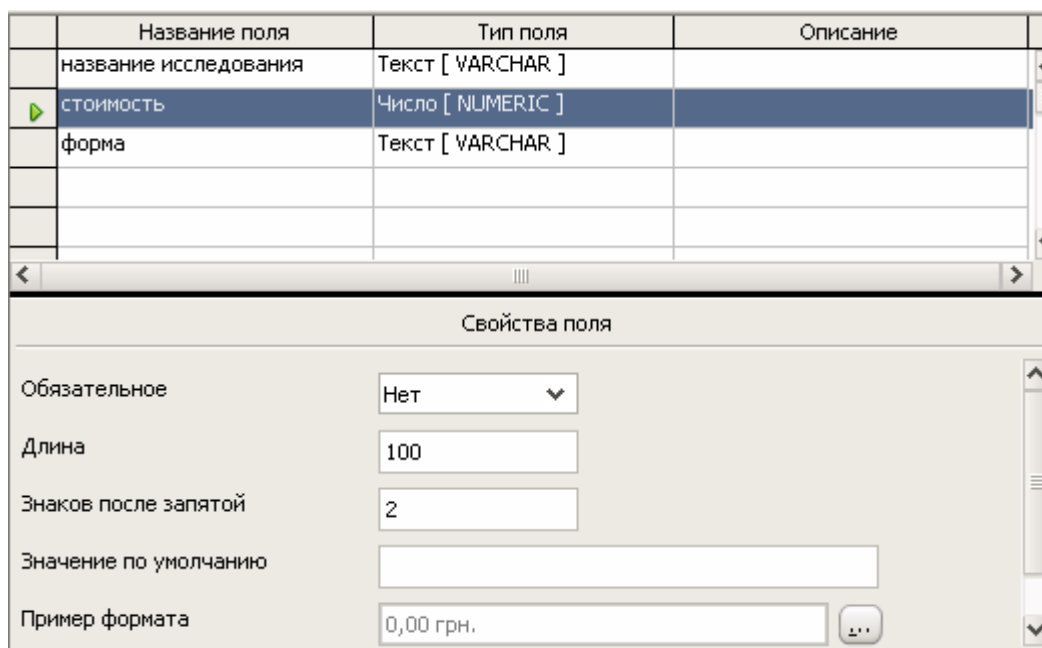 Название поля Тип поля Описание
название исследования Текст [ VARCHAR ]
стоимость Число [ NUMERIC ]
форма Текст [ VARCHAR ]
Свойства поля
Обязательное Нет
Длина 100
Знаков после запятой 2
Значение по умолчанию
Пример формата 0,00 грн. ...